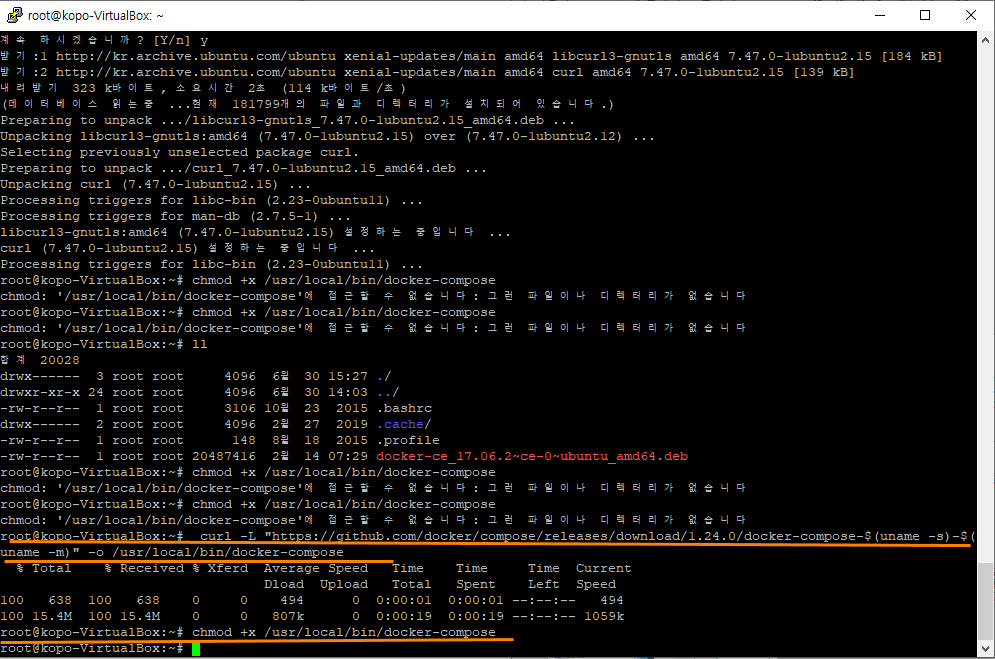 root@kopo-VirtualBox: ~
계속 하시겠습니까? [Y/n] y
받기:1 http://kr.archive.ubuntu.com/ubuntu xenial-updates/main amd64 libcurl3-gnutls amd64 7.47.0-1ubuntu2.15 [184 kB]
받기:2 http://kr.archive.ubuntu.com/ubuntu xenial-updates/main amd64 curl amd64 7.47.0-1ubuntu2.15 [139 kB]
내려받기 323 k바이트, 소요시간 2초 (114 k바이트/초)
(데이터베이스 읽는중 ...현재 181799개의 파일과 디렉터리가 설치되어 있습니다.)
Preparing to unpack .../libcurl3-gnutls_7.47.0-1ubuntu2.15_amd64.deb ...
Unpacking libcurl3-gnutls:amd64 (7.47.0-1ubuntu2.15) over (7.47.0-1ubuntu2.12) ...
Selecting previously unselected package curl.
Preparing to unpack .../curl_7.47.0-1ubuntu2.15_amd64.deb ...
Unpacking curl (7.47.0-1ubuntu2.15) ...
Processing triggers for libc-bin (2.23-0ubuntu11) ...
Processing triggers for man-db (2.7.5-1) ...
libcurl3-gnutls:amd64 (7.47.0-1ubuntu2.15) 설정하는 중입니다 ...
curl (7.47.0-1ubuntu2.15) 설정하는 중입니다 ...
Processing triggers for libc-bin (2.23-0ubuntu11) ...
root@kopo-VirtualBox:~# chmod +x /usr/local/bin/docker-compose
chmod: '/usr/local/bin/docker-compose'에 접근할 수 없습니다: 그런 파일이나 디렉터리가 없습니다
root@kopo-VirtualBox:~# chmod +x /usr/local/bin/docker-compose
chmod: '/usr/local/bin/docker-compose'에 접근할 수 없습니다: 그런 파일이나 디렉터리가 없습니다
root@kopo-VirtualBox:~# ll
합계 20028
drwx------  3 root root     4096  6월 30 15:27 ./
drwxr-xr-x 24 root root     4096  6월 30 14:03 ../
-rw-r--r--  1 root root     3106 10월 23  2015 .bashrc
drwx------  2 root root     4096  2월 27  2019 .cache/
-rw-r--r--  1 root root      148  8월 18  2015 .profile
-rw-r--r--  1 root root 20487416  2월 14 07:29 docker-ce_17.06.2~ce-0~ubuntu_amd64.deb
root@kopo-VirtualBox:~# chmod +x /usr/local/bin/docker-compose
chmod: '/usr/local/bin/docker-compose'에 접근할 수 없습니다: 그런 파일이나 디렉터리가 없습니다
root@kopo-VirtualBox:~# chmod +x /usr/local/bin/docker-compose
chmod: '/usr/local/bin/docker-compose'에 접근할 수 없습니다: 그런 파일이나 디렉터리가 없습니다
root@kopo-VirtualBox:~#  curl -L "https://github.com/docker/compose/releases/download/1.24.0/docker-compose-$(uname -s)-$(
uname -m)" -o /usr/local/bin/docker-compose
  % Total    % Received % Xferd  Average Speed   Time    Time     Time  Current
                                 Dload  Upload   Total   Spent    Left  Speed
100   638  100   638    0     0    494      0  0:00:01  0:00:01 --:--:--   494
100 15.4M  100 15.4M    0     0   807k      0  0:00:19  0:00:19 --:--:-- 1059k
root@kopo-VirtualBox:~# chmod +x /usr/local/bin/docker-compose
root@kopo-VirtualBox:~#